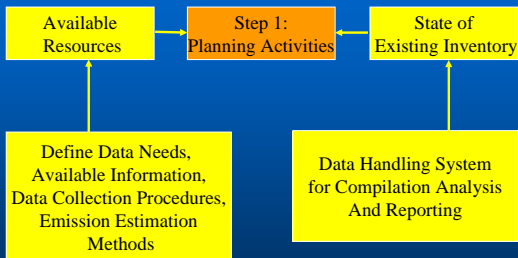 Available
Resources
Step 1:
Planning Activities
State of
Existing Inventory
Define Data Needs,
Available Information,
Data Collection Procedures,
Emission Estimation
Methods
Data Handling System
for Compilation Analysis
And Reporting